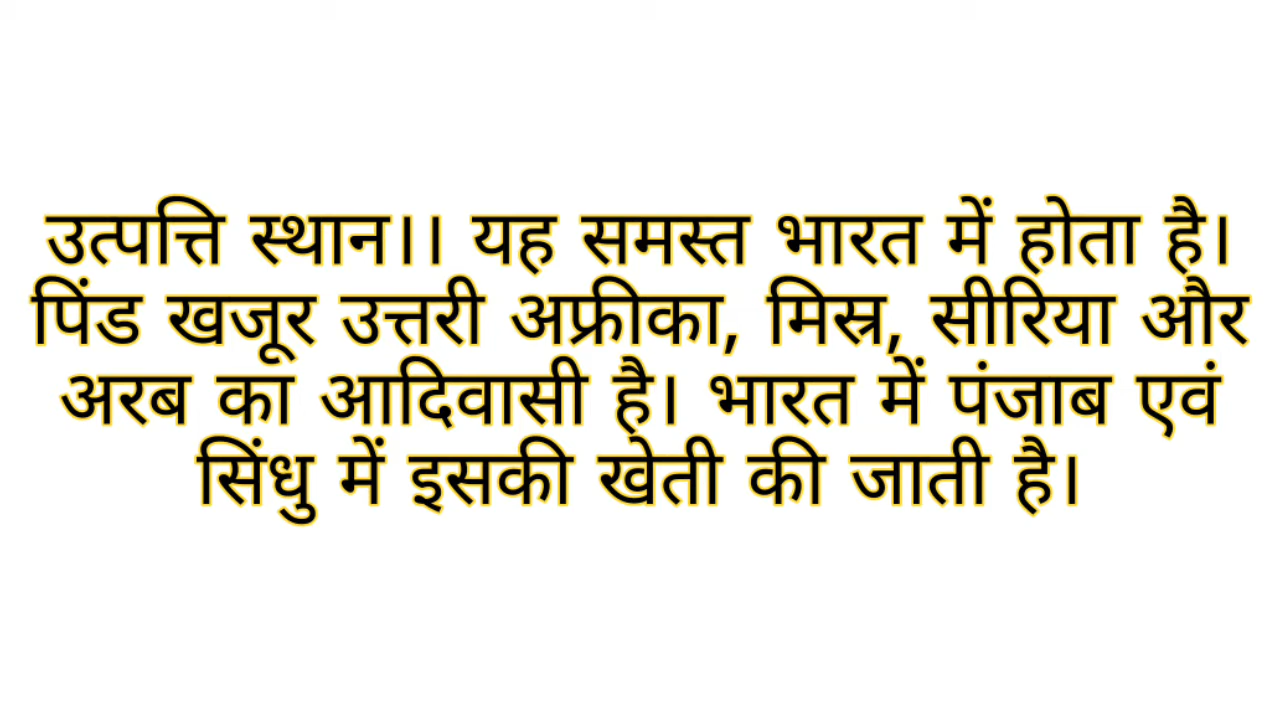 उत्पत्ति स्थान।। यह समस्त भारत में होता है।
पिंड खजूर उत्तरी अफ्रीका, मिस्र, सीरिया और
अरब का आदिवासी है। भारत में पंजाब एवं
सिंधु में इसकी खेती की जाती है।